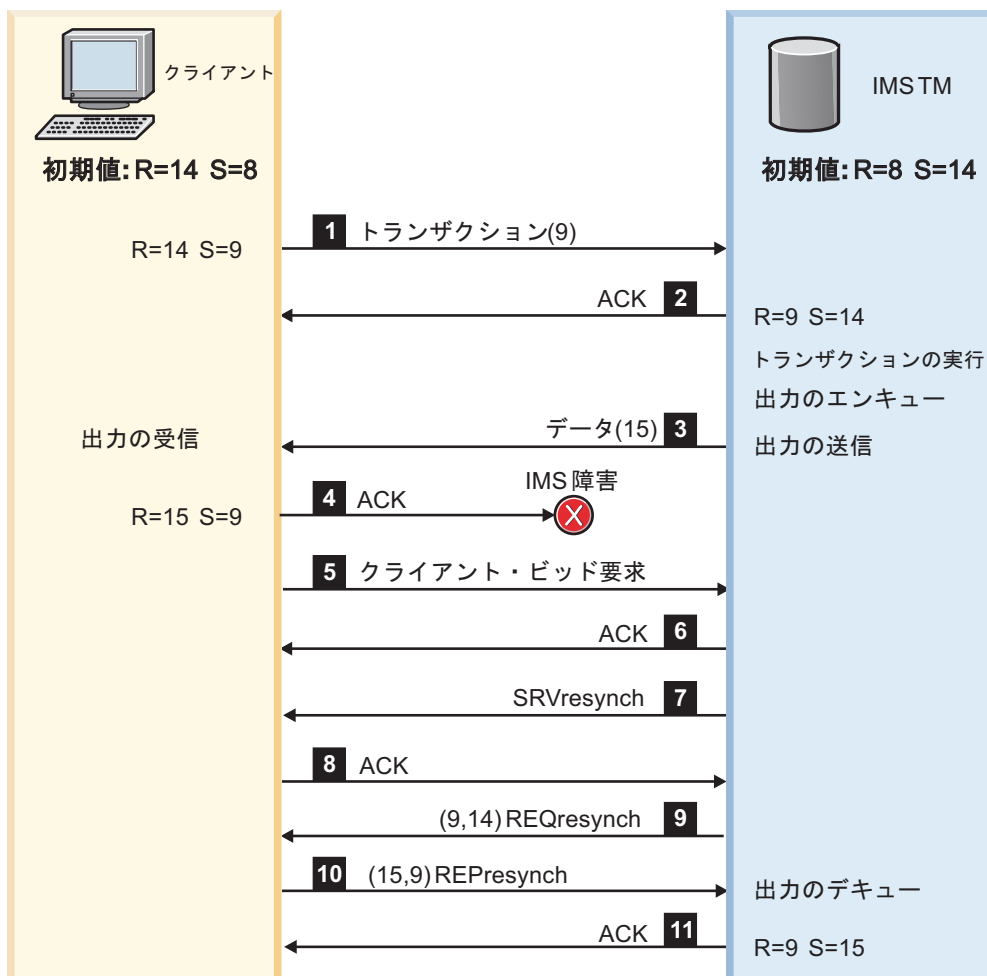 クライアント
IMS TM
初期値: R=14 S=8
初期値: R=8 S=14
R=14 S=9
1 トランザクション(9)
ACK 2
R=9 S=14
トランザクションの実行
出力のエンキュー
出力の受信
データ(15) 3
出力の送信
IMS 障害
R=15 S=9
4 ACK
X
5 クライアント・ビッド要求
ACK 6
SRVresynch 7
8 ACK
(9,14) REQresynch 9
10 (15,9) REPresynch
出力のデキュー
ACK 11
R=9 S=15